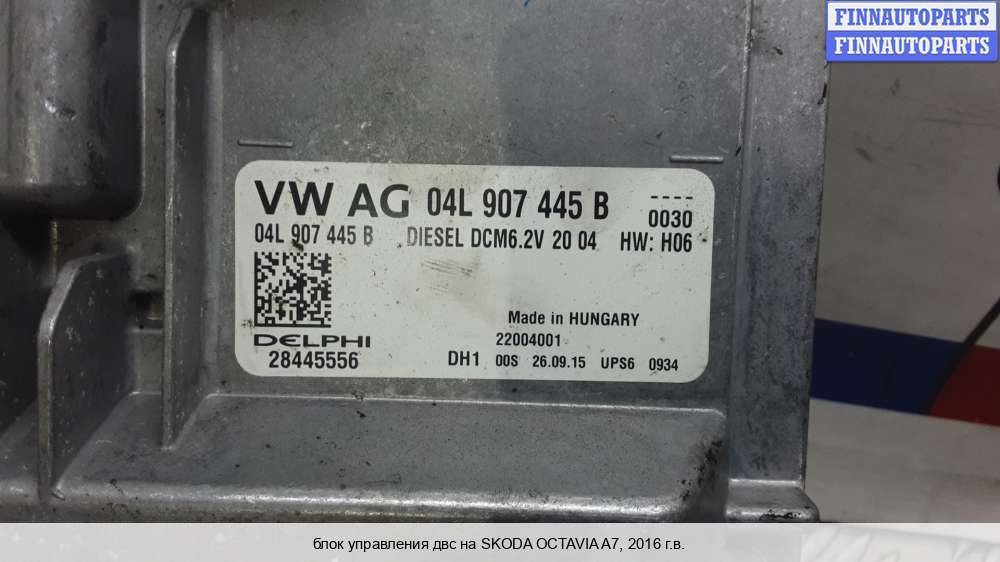 FINNAUTOPARTS
FINNAUTOPARTS
VW AG 04L 907 445 B ----
0030
04L 907 445 B DIESEL DCM6.2V 20 04 HW: H06
Made in HUNGARY
DELPHI 22004001
28445556 DH1 00S 26.09.15 UPS6 0934
блок управления двс на SKODA OCTAVIA A7, 2016 г.в.